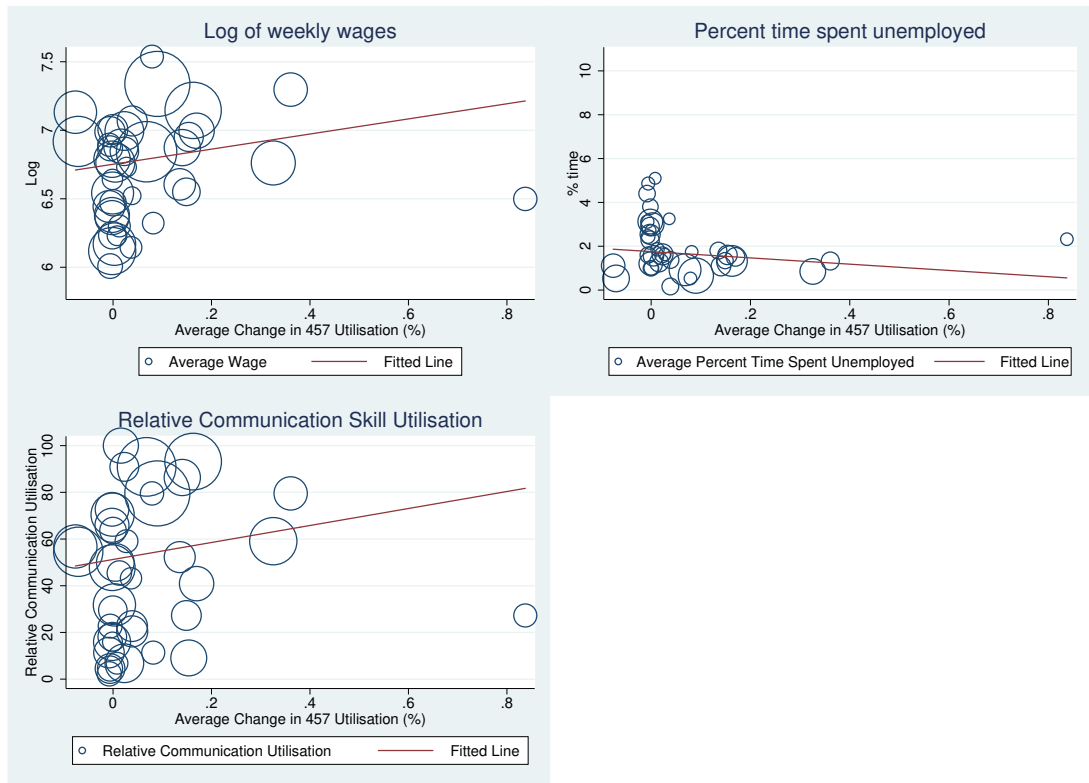 Log of weekly wages
Log
7.5
7
6.5
6
0 .2 .4 .6 .8
Average Change in 457 Utilisation (%)
Average Wage Fitted Line
Percent time spent unemployed
% time
10
8
6
4
2
0
0 .2 .4 .6 .8
Average Change in 457 Utilisation (%)
Average Percent Time Spent Unemployed Fitted Line
Relative Communication Skill Utilisation
Relative Communication Utilisation
100
80
60
40
20
0
0 .2 .4 .6 .8
Average Change in 457 Utilisation (%)
Relative Communication Utilisation Fitted Line